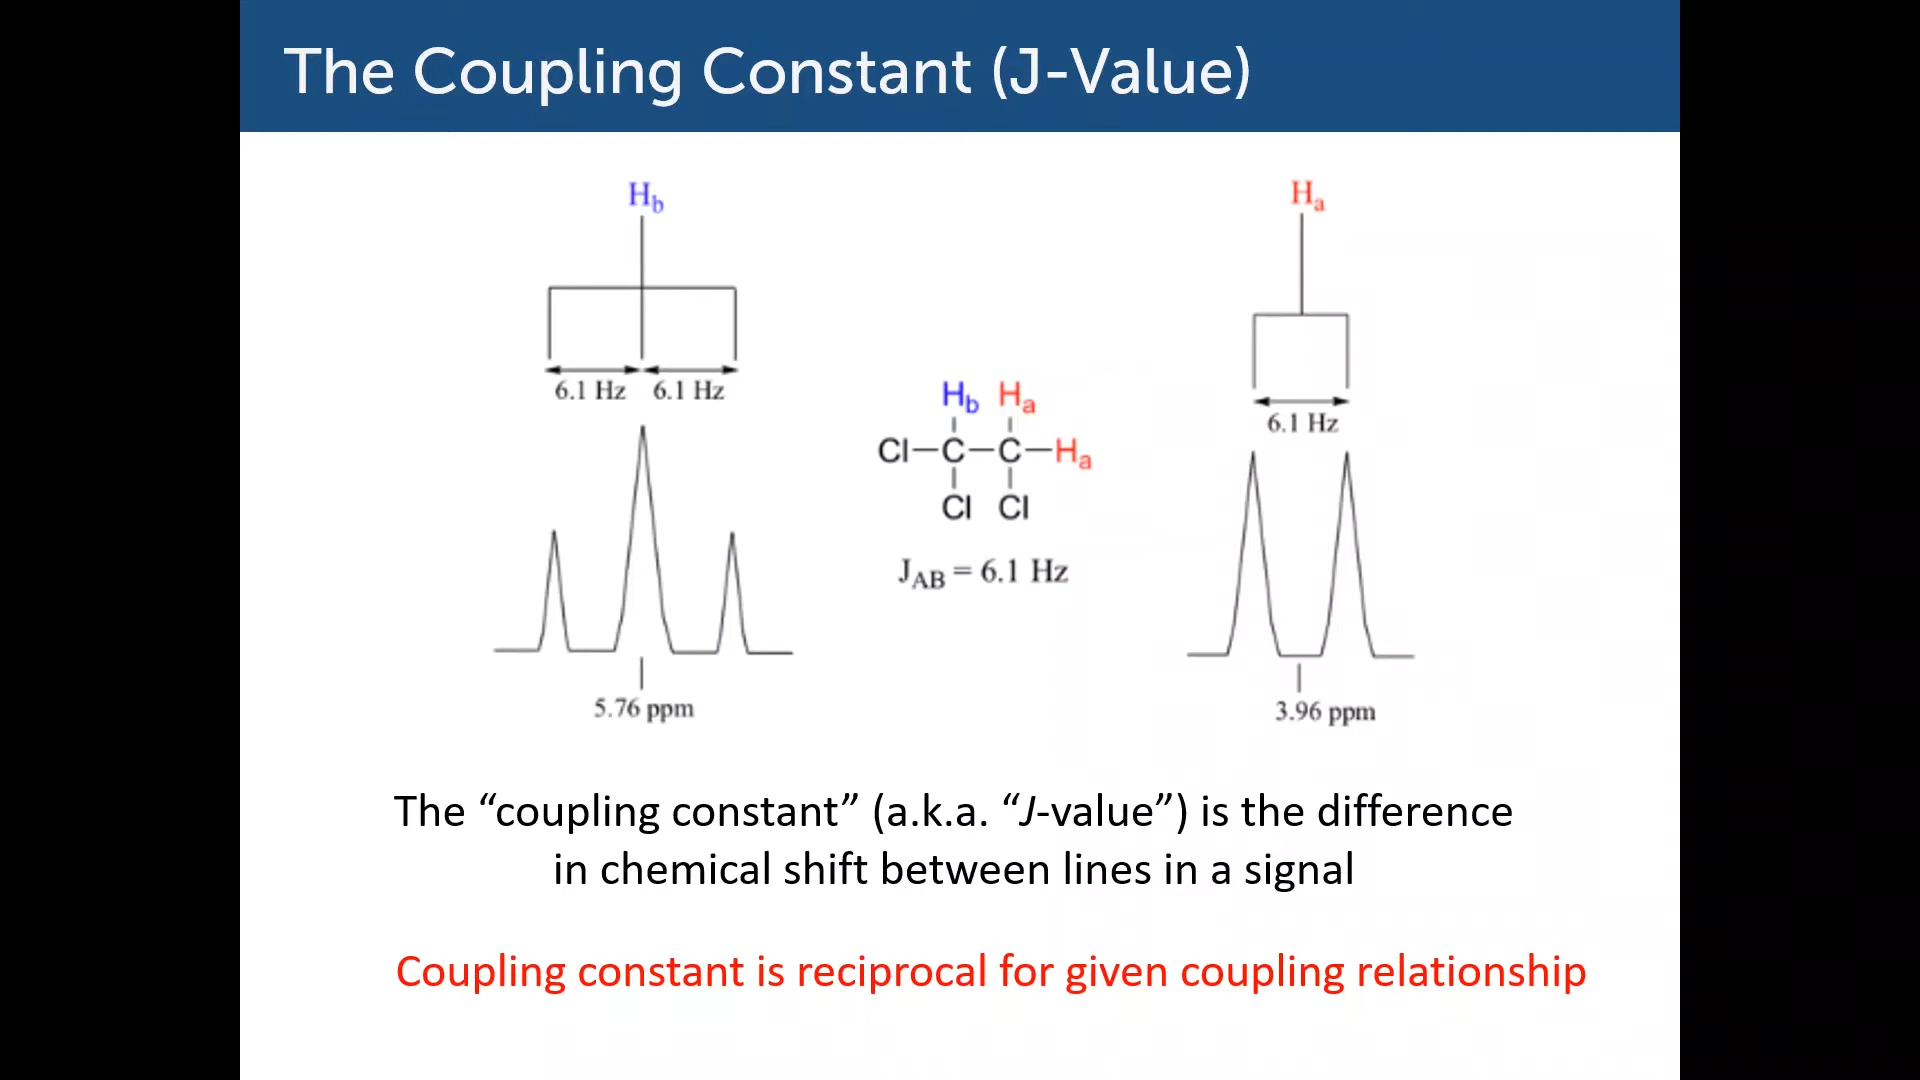 The Coupling Constant (J-Value)
Hb
6.1 Hz 6.1 Hz
5.76 ppm
Hb Ha
Cl–C–C–Ha
Cl Cl
JAB = 6.1 Hz
Ha
6.1 Hz
3.96 ppm
The “coupling constant” (a.k.a. “J-value”) is the difference
in chemical shift between lines in a signal
Coupling constant is reciprocal for given coupling relationship